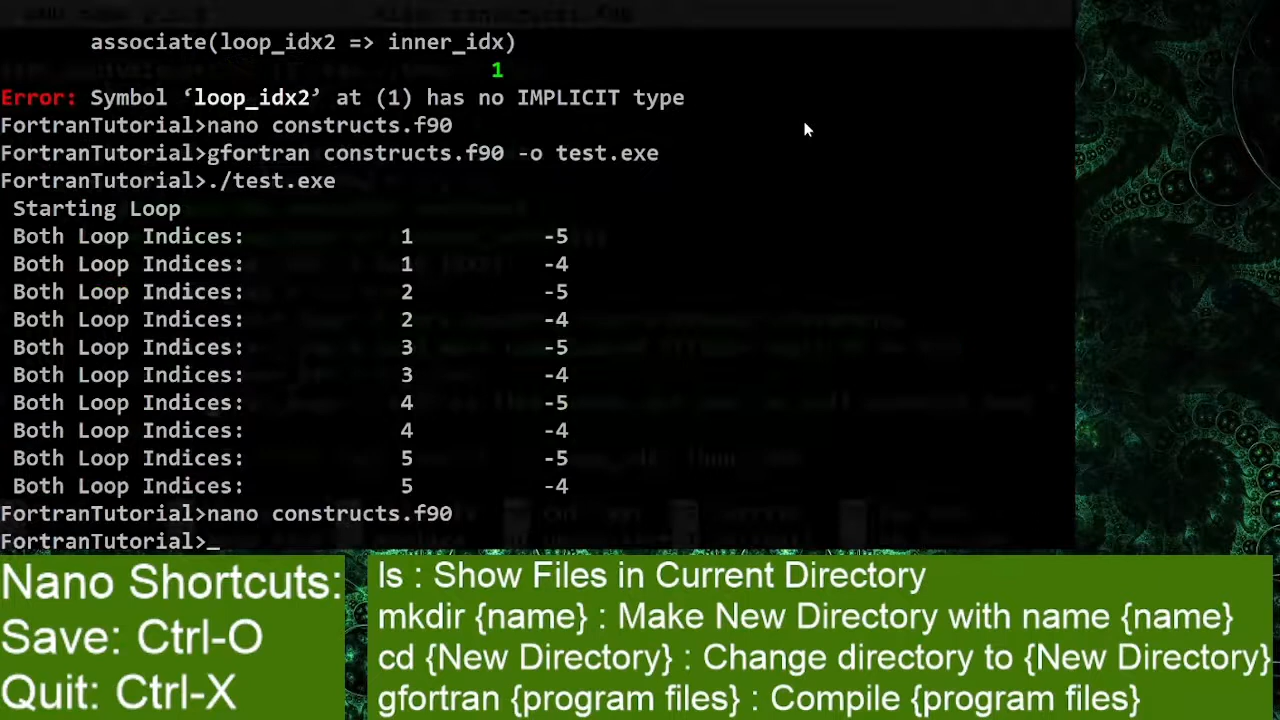 associate(loop_idx2 => inner_idx)
1
Error: Symbol ‘loop_idx2’ at (1) has no IMPLICIT type
FortranTutorial>nano constructs.f90
FortranTutorial>gfortran constructs.f90 -o test.exe
FortranTutorial>./test.exe
Starting Loop
Both Loop Indices: 1 -5
Both Loop Indices: 1 -4
Both Loop Indices: 2 -5
Both Loop Indices: 2 -4
Both Loop Indices: 3 -5
Both Loop Indices: 3 -4
Both Loop Indices: 4 -5
Both Loop Indices: 4 -4
Both Loop Indices: 5 -5
Both Loop Indices: 5 -4
FortranTutorial>nano constructs.f90
FortranTutorial>_
Nano Shortcuts:
Save: Ctrl-O
Quit: Ctrl-X
ls : Show Files in Current Directory
mkdir {name} : Make New Directory with name {name}
cd {New Directory} : Change directory to {New Directory}
gfortran {program files} : Compile {program files}